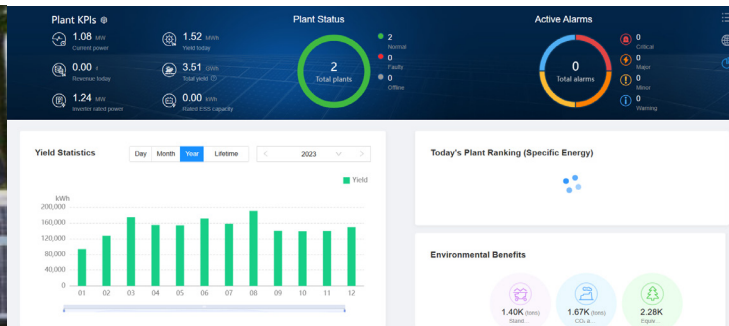 Plant KPIs
1.08 MW
Current power
1.52 MWh
Yield today
0.00
Revenue today
3.51 GWh
Total yield
1.24 MW
Inverter rated power
0.00 kWh
Rated ESS capacity
Plant Status
2
Total plants
2
Normal
0
Faulty
0
Offline
Active Alarms
0
Total alarms
0
Critical
0
Major
0
Minor
0
Warning
Yield Statistics
Day Month Year Lifetime
2023
Yield
kWh
200,000
160,000
120,000
80,000
40,000
0
01 02 03 04 05 06 07 08 09 10 11 12
Today's Plant Ranking (Specific Energy)
Environmental Benefits
1.40K (tons)
Stand...
1.67K (tons)
CO₂ a...
2.28K
Equiv...